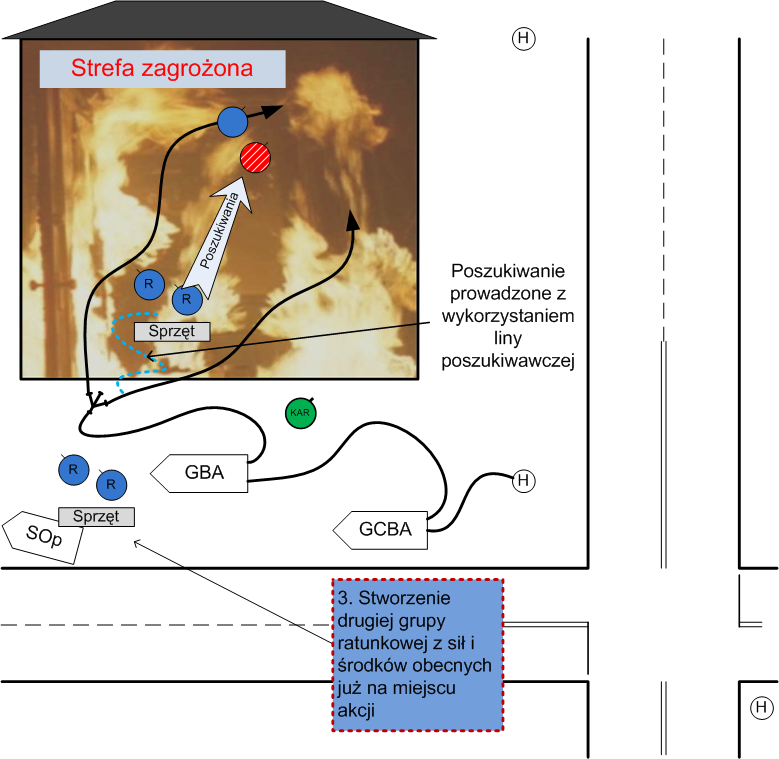 H
Strefa zagrożona
Poszukiwania
R
R
Sprzęt
Poszukiwanie
prowadzone z
wykorzystaniem
liny
poszukiwawczej
KAR
R
R
GBA
H
Sprzęt
SOp
GCBA
3. Stworzenie
drugiej grupy
ratunkowej z sił i
środków obecnych
już na miejscu
akcji
H